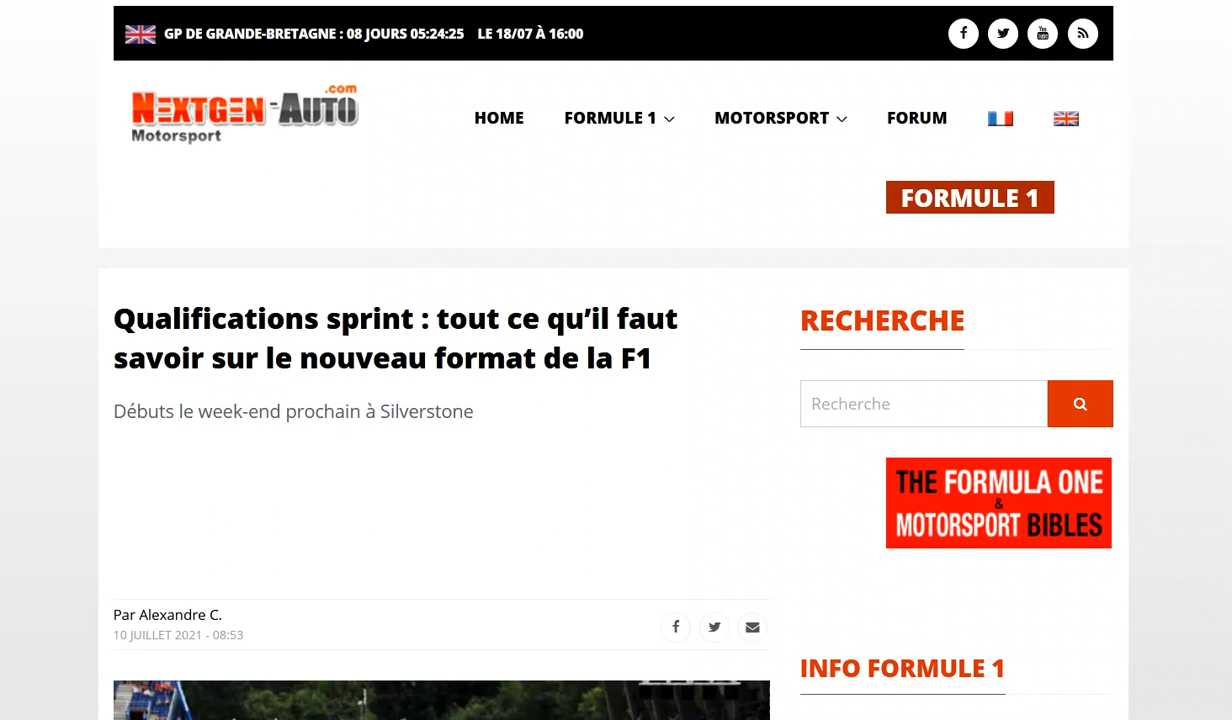 GP DE GRANDE-BRETAGNE : 08 JOURS 05:24:25 LE 18/07 À 16:00
You Tube
NEXTGEN-AUTO.com
Motorsport
HOME FORMULE 1 MOTORSPORT FORUM
FORMULE 1
Qualifications sprint : tout ce qu’il faut
savoir sur le nouveau format de la F1
Débuts le week-end prochain à Silverstone
Par Alexandre C.
10 JUILLET 2021 - 08:53
RECHERCHE
Recherche
THE FORMULA ONE
&
MOTORSPORT BIBLES
INFO FORMULE 1